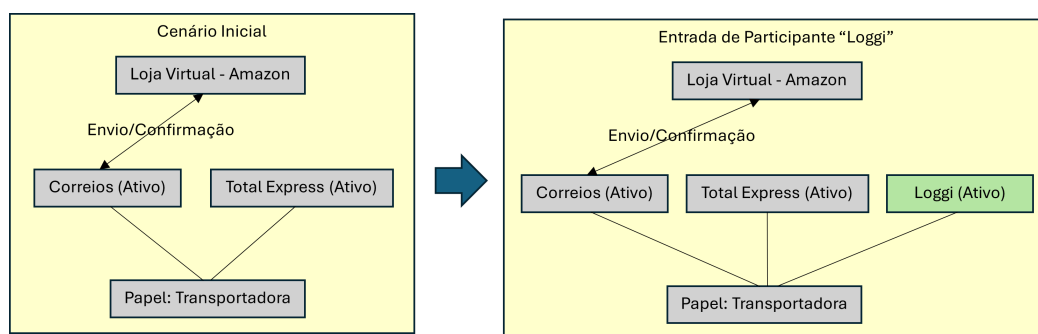 Cenário Inicial
Loja Virtual - Amazon
Envio/Confirmação
Correios (Ativo)
Total Express (Ativo)
Papel: Transportadora
Entrada de Participante “Loggi”
Loja Virtual - Amazon
Envio/Confirmação
Correios (Ativo)
Total Express (Ativo)
Loggi (Ativo)
Papel: Transportadora